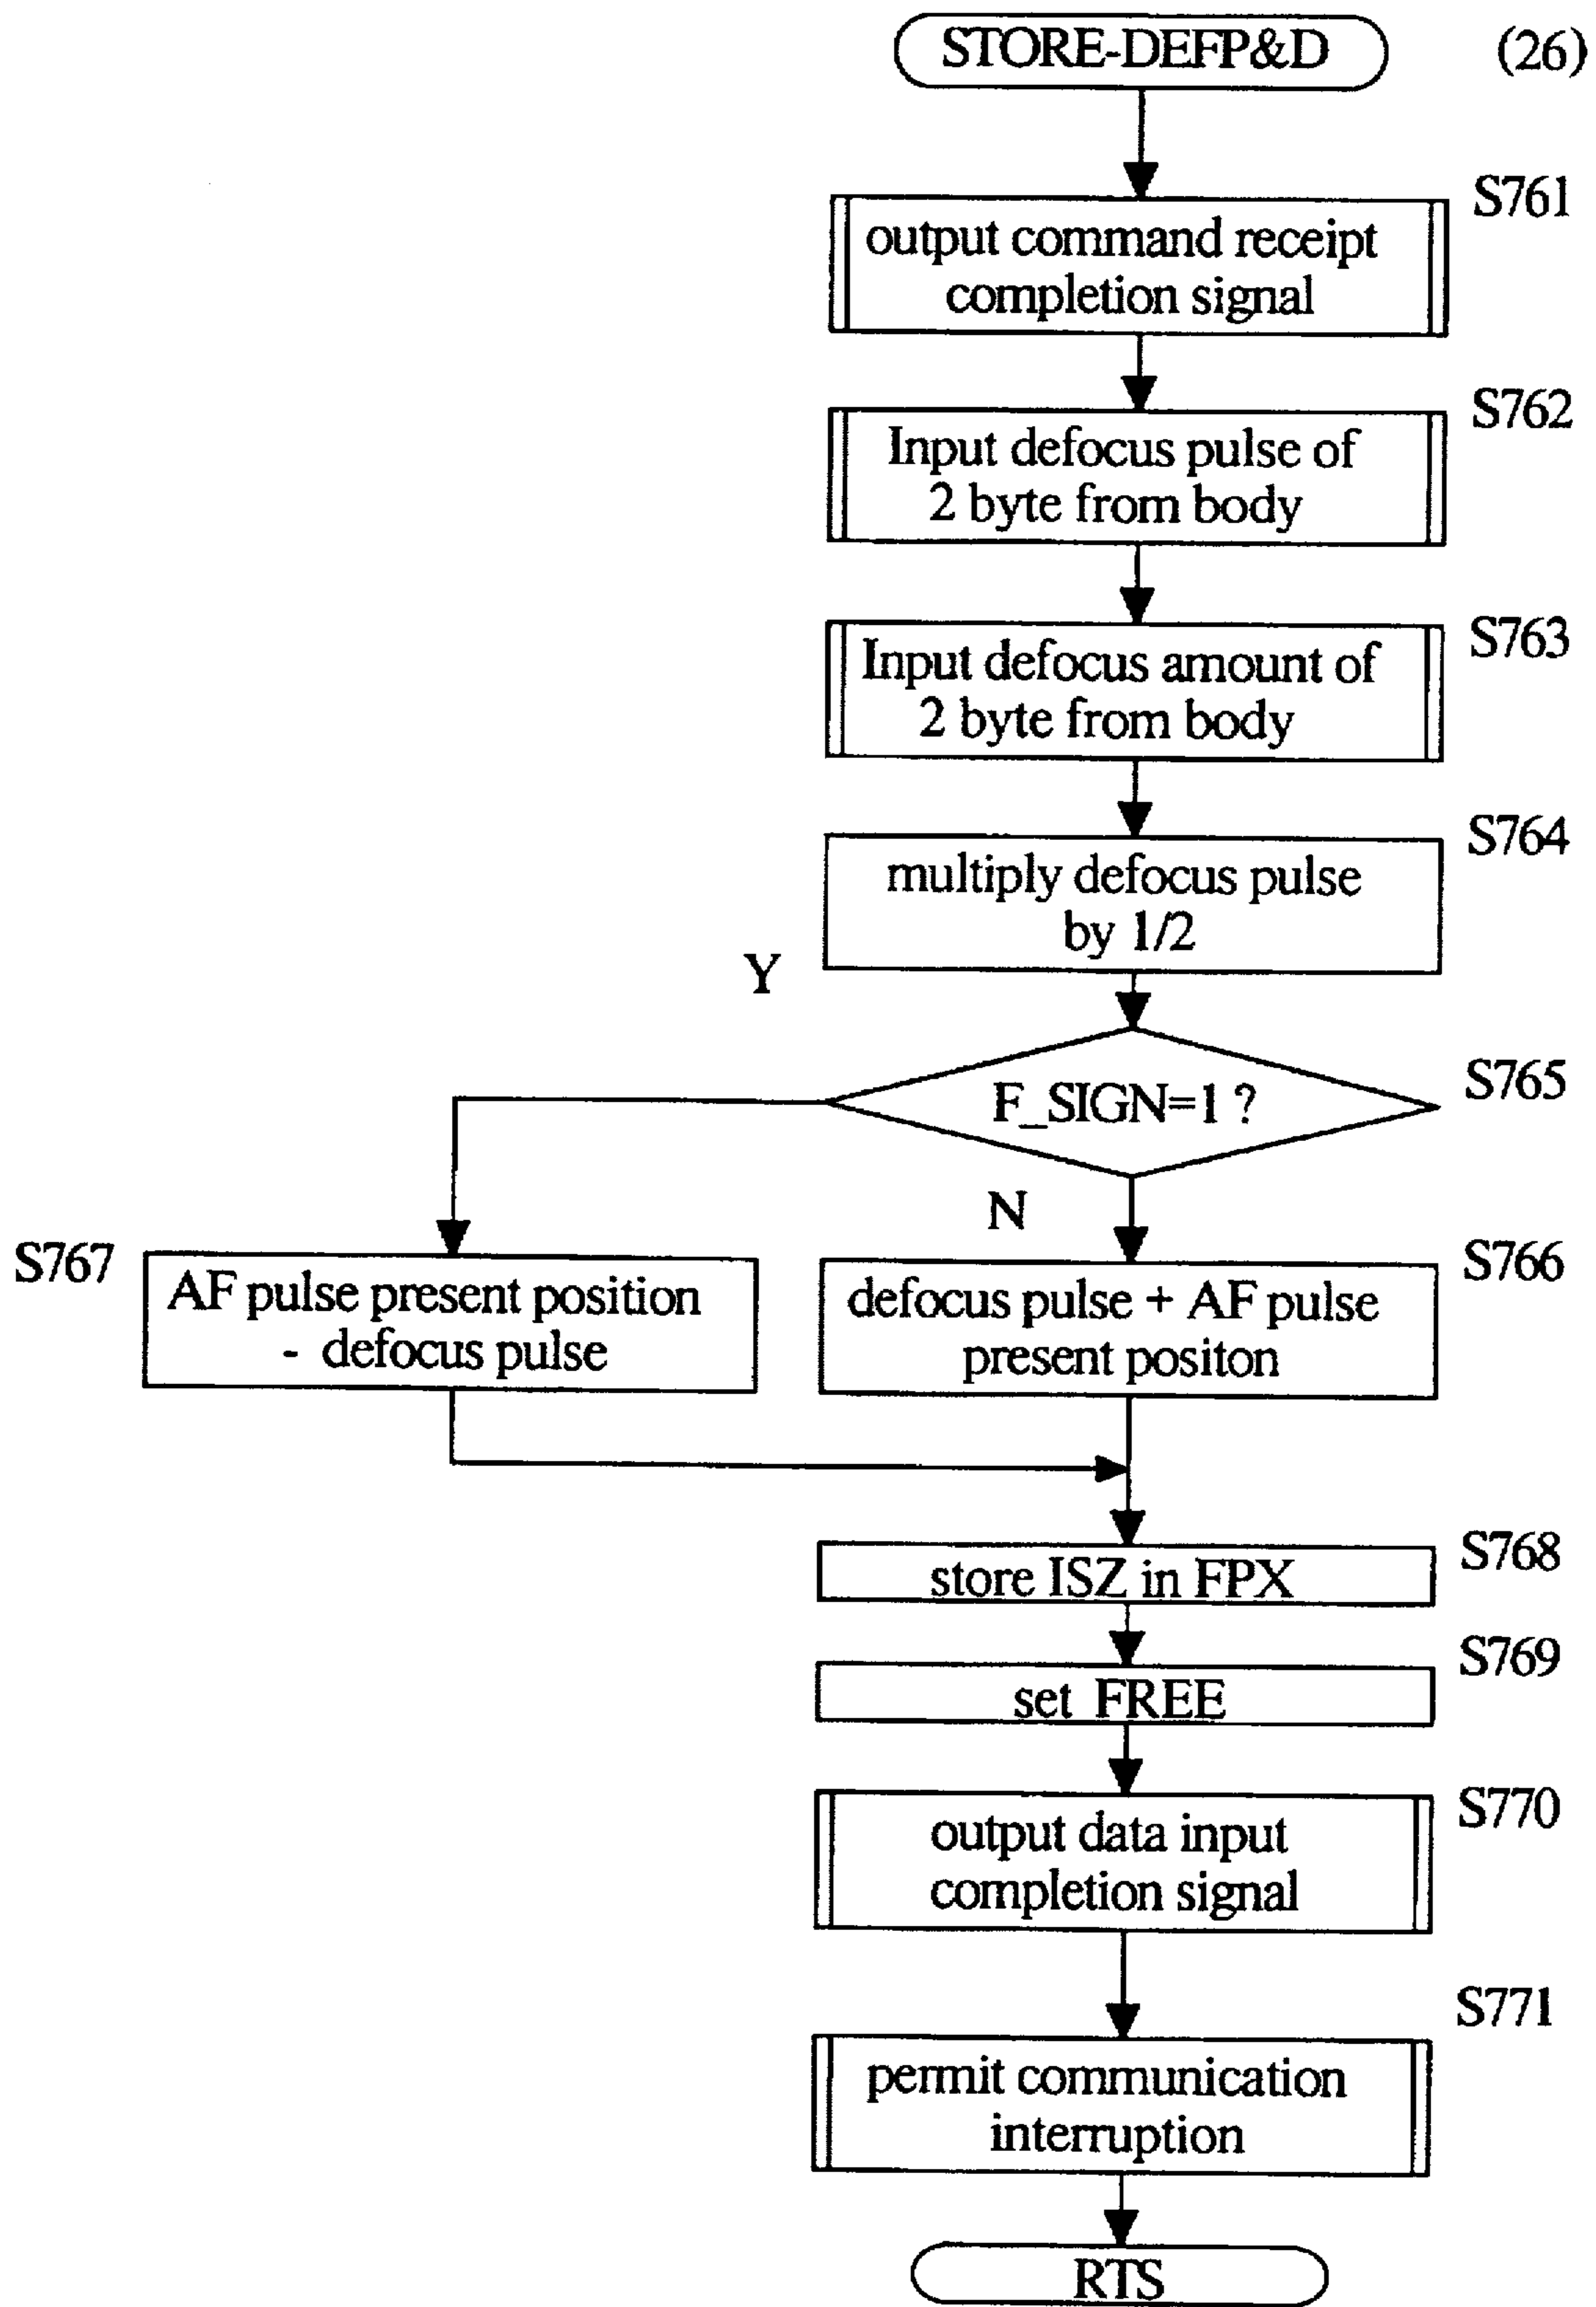 STORE-DEFP&D
(26)
S761
output command receipt
completion signal
S762
Input defocus pulse of
2 byte from body
S763
Input defocus amount of
2 byte from body
S764
multiply defocus pulse
by 1/2
Y
S765
F_SIGN=1 ?
N
S767
AF pulse present position
- defocus pulse
S766
defocus pulse + AF pulse
present positon
S768
store ISZ in FPX
S769
set FREE
S770
output data input
completion signal
S771
permit communication
interruption
RTS